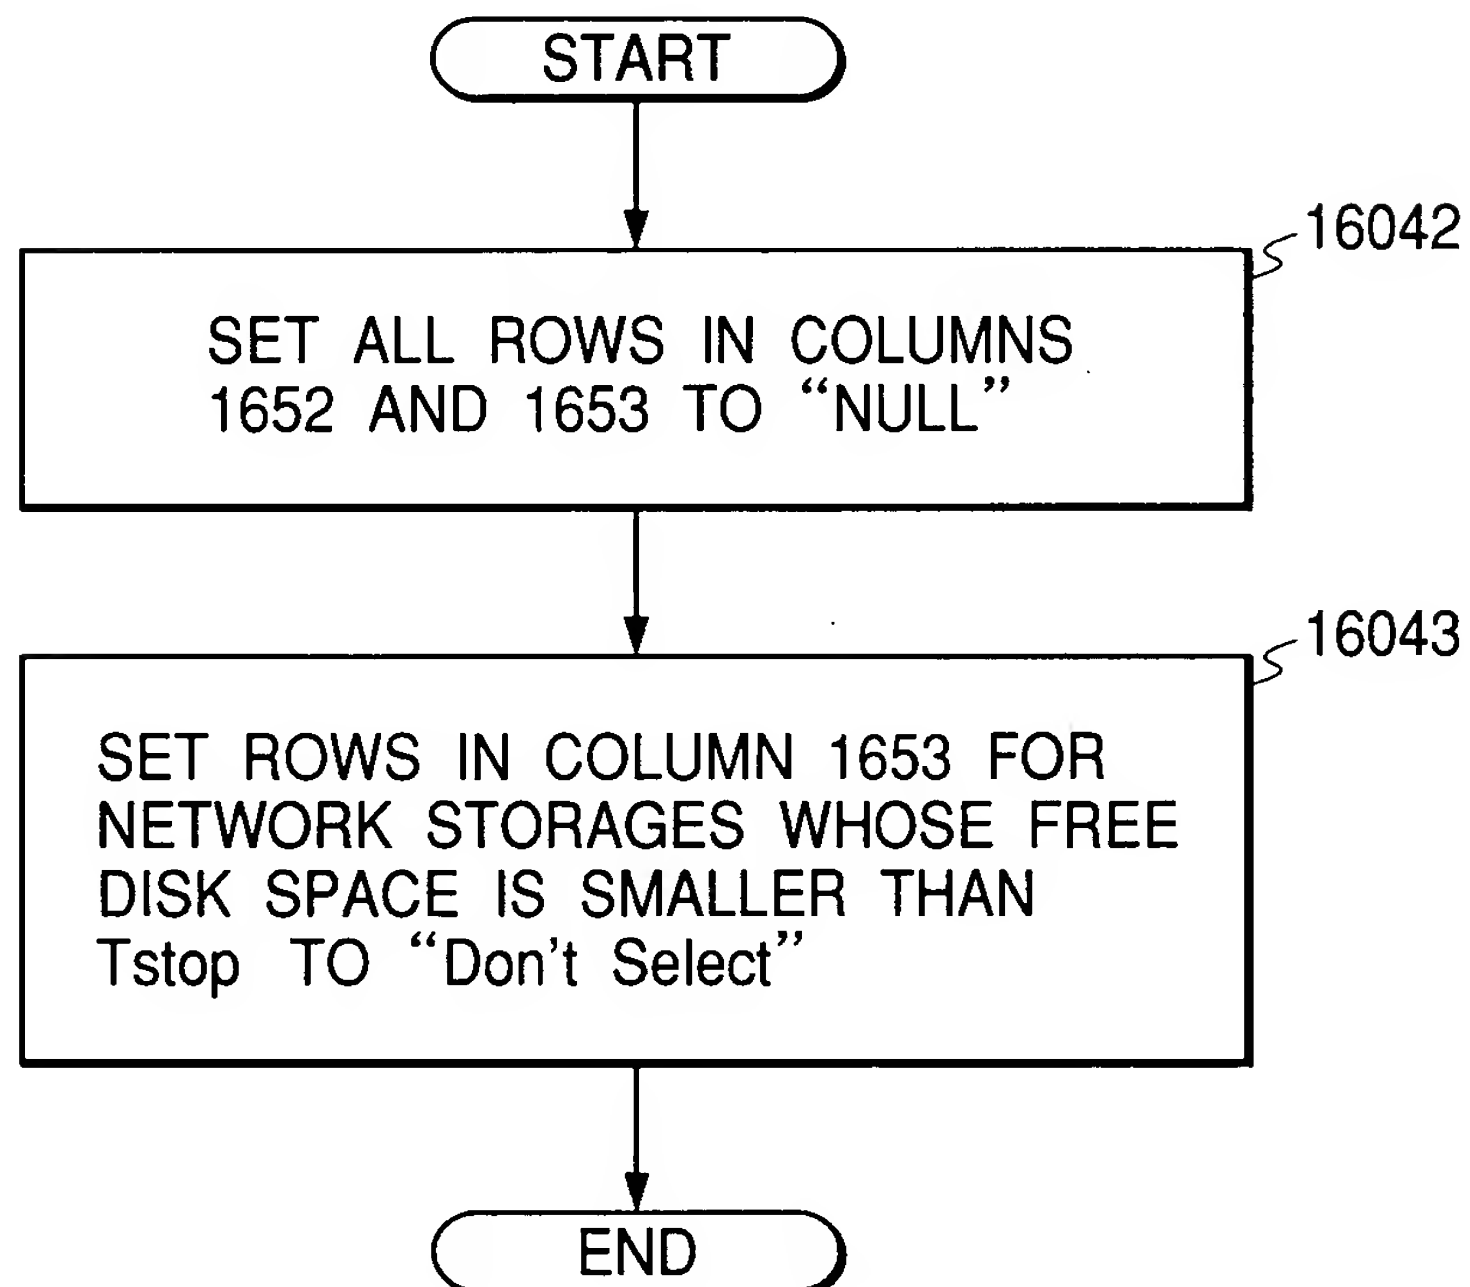 START
16042
SET ALL ROWS IN COLUMNS
1652 AND 1653 TO “NULL”
16043
SET ROWS IN COLUMN 1653 FOR
NETWORK STORAGES WHOSE FREE
DISK SPACE IS SMALLER THAN
Tstop TO “Don't Select”
END